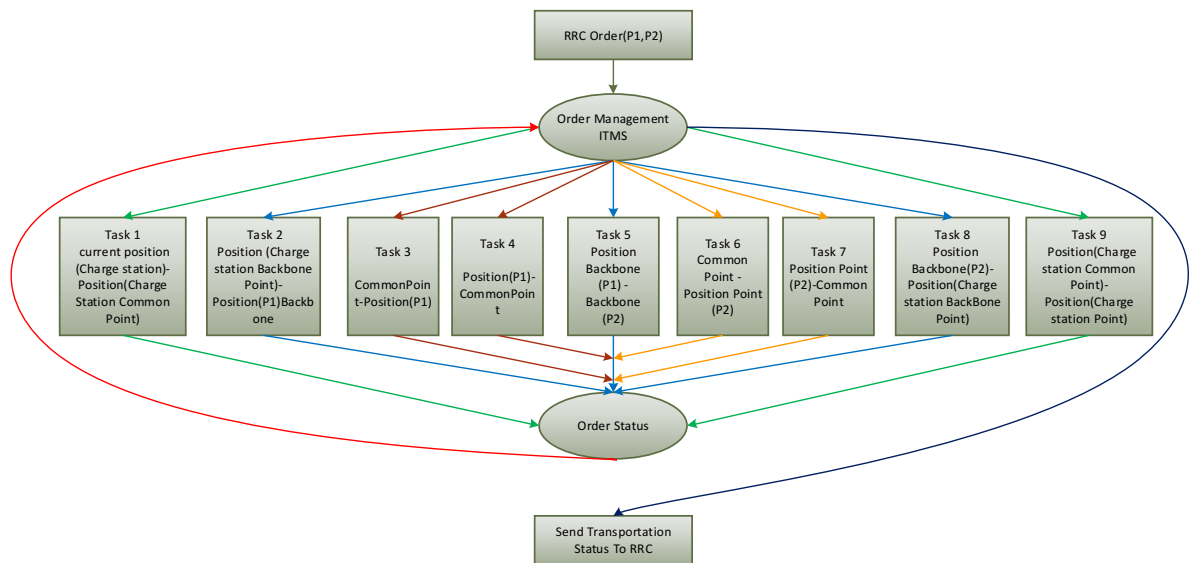 RRC Order(P1,P2)
Order Management
ITMS
Task 1
current position
(Charge station)-
Position(Charge
Station Common
Point)
Task 2
Position (Charge
station Backbone
Point)-
Position(P1)Backb
one
Task 3
CommonPoin
t-Position(P1)
Task 4
Position(P1)-
CommonPoin
t
Task 5
Position
Backbone
(P1) -
Backbone
(P2)
Task 6
Common
Point -
Position Point
(P2)
Task 7
Position Point
(P2)-Common
Point
Task 8
Position
Backbone(P2)-
Position(Charge
station BackBone
Point)
Task 9
Position(Charge
station Common
Point)-
Position(Charge
station Point)
Order Status
Send Transportation
Status To RRC